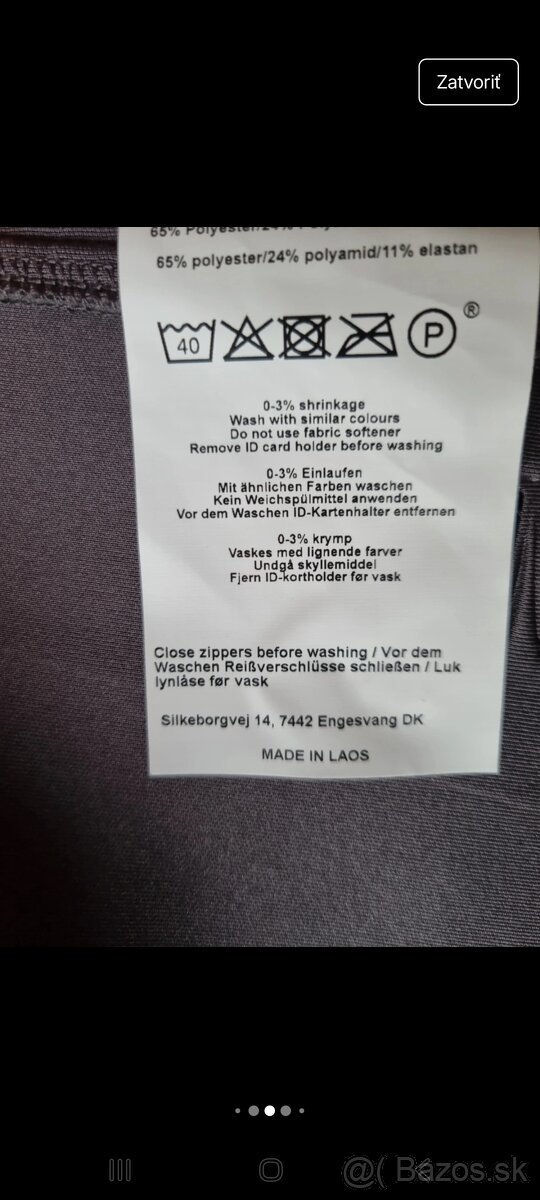 Zatvoriť
65% polyester/24% polyamid/11% elastan
40
P
®
0-3% shrinkage
Wash with similar colours
Do not use fabric softener
Remove ID card holder before washing
0-3% Einlaufen
Mit ähnlichen Farben waschen
Kein Weichspülmittel anwenden
Vor dem Waschen ID-Kartenhalter entfernen
0-3% krymp
Vaskes med lignende farver
Undgå skyllemiddel
Fjern ID-kortholder før vask
Close zippers before washing / Vor dem
Waschen Reißverschlüsse schließen / Luk
lynlåse før vask
Silkeborgvej 14, 7442 Engesvang DK
MADE IN LAOS
Bazos.sk